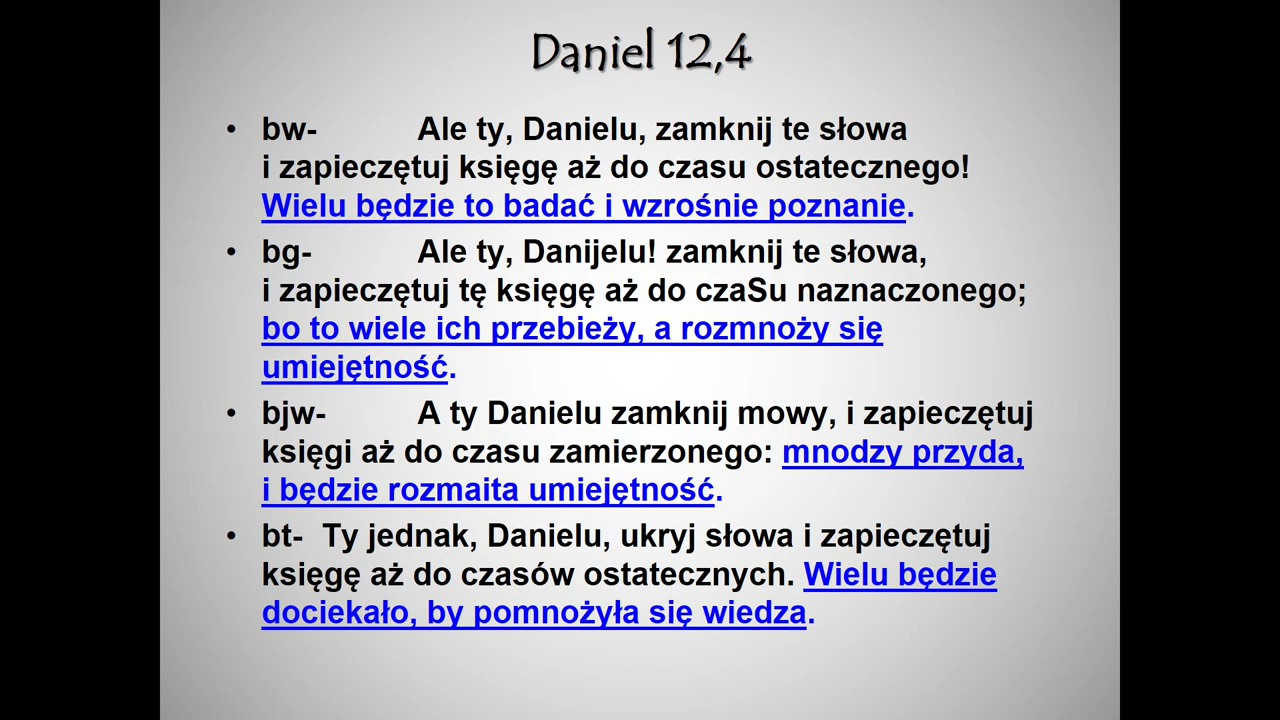 Daniel 12,4
• bw- Ale ty, Danielu, zamknij te słowa
i zapieczętuj księgę aż do czasu ostatecznego!
Wielu będzie to badać i wzrośnie poznanie.
• bg- Ale ty, Danijelu! zamknij te słowa,
i zapieczętuj tę księgę aż do czaSu naznaczonego;
bo to wiele ich przebieży, a rozmnoży się
umiejętność.
• bjw- A ty Danielu zamknij mowy, i zapieczętuj
księgi aż do czasu zamierzonego: mnodzy przyda,
i będzie rozmaita umiejętność.
• bt- Ty jednak, Danielu, ukryj słowa i zapieczętuj
księgę aż do czasów ostatecznych. Wielu będzie
dociekało, by pomnożyła się wiedza.